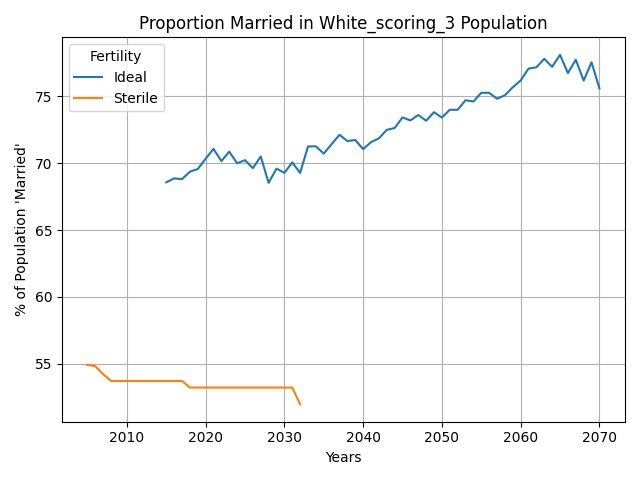 Proportion Married in White_scoring_3 Population
Fertility
Ideal
Sterile
% of Population 'Married'
75
70
65
60
55
2010 2020 2030 2040 2050 2060 2070
Years